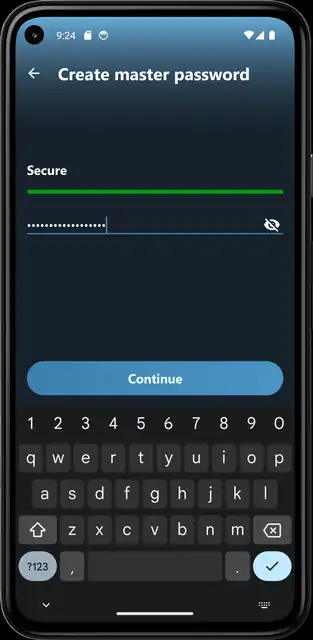 9:24
Create master password
Secure
••••••••••••••••••
Continue
1 2 3 4 5 6 7 8 9 0
q w e r t y u i o p
a s d f g h j k l
z x c v b n m
?123 , .